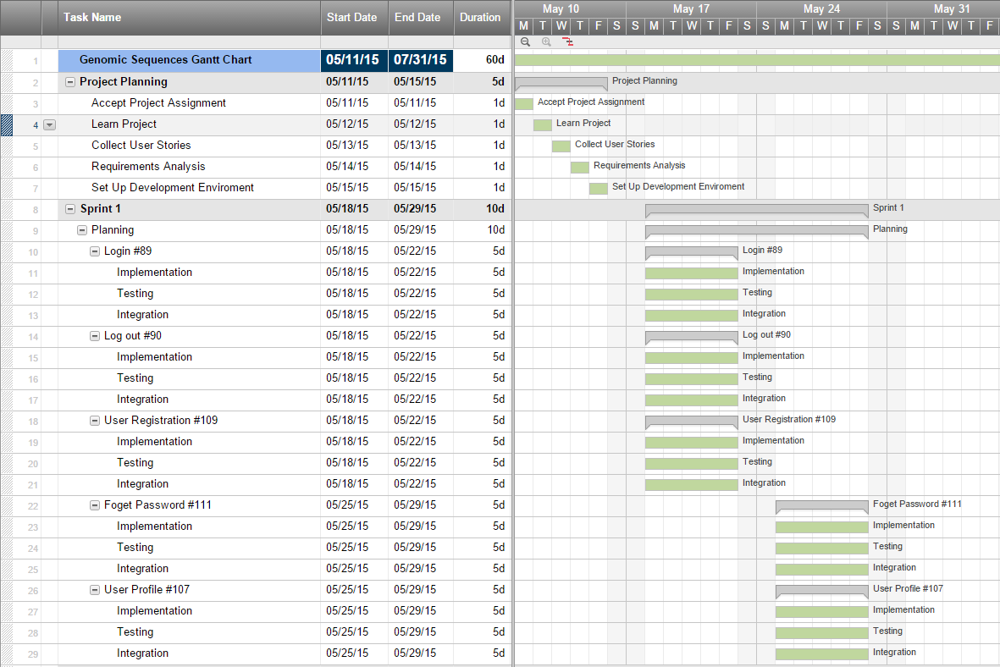 Task Name Start Date End Date Duration May 10 May 17 May 24 May 31
M T W T F S S M T W T F S S M T W T F S S M T W T F
1 Genomic Sequences Gantt Chart 05/11/15 07/31/15 60d
2 Project Planning 05/11/15 05/15/15 5d Project Planning
3 Accept Project Assignment 05/11/15 05/11/15 1d Accept Project Assignment
4 Learn Project 05/12/15 05/12/15 1d Learn Project
5 Collect User Stories 05/13/15 05/13/15 1d Collect User Stories
6 Requirements Analysis 05/14/15 05/14/15 1d Requirements Analysis
7 Set Up Development Enviroment 05/15/15 05/15/15 1d Set Up Development Enviroment
8 Sprint 1 05/18/15 05/29/15 10d Sprint 1
9 Planning 05/18/15 05/29/15 10d Planning
10 Login #89 05/18/15 05/22/15 5d Login #89
11 Implementation 05/18/15 05/22/15 5d Implementation
12 Testing 05/18/15 05/22/15 5d Testing
13 Integration 05/18/15 05/22/15 5d Integration
14 Log out #90 05/18/15 05/22/15 5d Log out #90
15 Implementation 05/18/15 05/22/15 5d Implementation
16 Testing 05/18/15 05/22/15 5d Testing
17 Integration 05/18/15 05/22/15 5d Integration
18 User Registration #109 05/18/15 05/22/15 5d User Registration #109
19 Implementation 05/18/15 05/22/15 5d Implementation
20 Testing 05/18/15 05/22/15 5d Testing
21 Integration 05/18/15 05/22/15 5d Integration
22 Foget Password #111 05/25/15 05/29/15 5d Foget Password #111
23 Implementation 05/25/15 05/29/15 5d Implementation
24 Testing 05/25/15 05/29/15 5d Testing
25 Integration 05/25/15 05/29/15 5d Integration
26 User Profile #107 05/25/15 05/29/15 5d User Profile #107
27 Implementation 05/25/15 05/29/15 5d Implementation
28 Testing 05/25/15 05/29/15 5d Testing
29 Integration 05/25/15 05/29/15 5d Integration